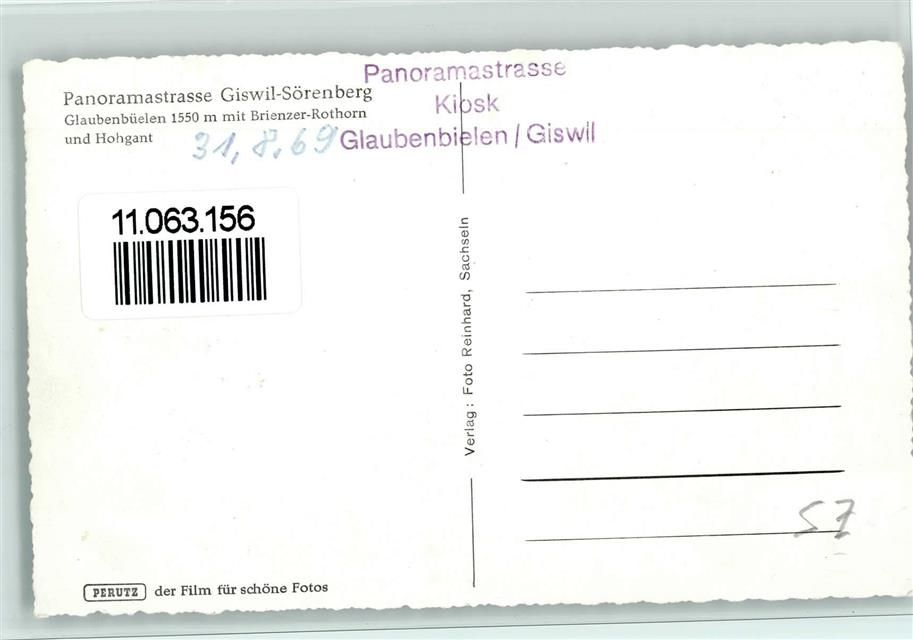 Panoramastrasse Giswil-Sörenberg
Glaubenbüelen 1550 m mit Brienzer-Rothorn
und Hohgant
31.8.69
Panoramastrasse
Kiosk
Glaubenbielen / Giswil
11.063.156
Verlag: Foto Reinhard, Sachseln
SZ
PERUTZ der Film für schöne Fotos